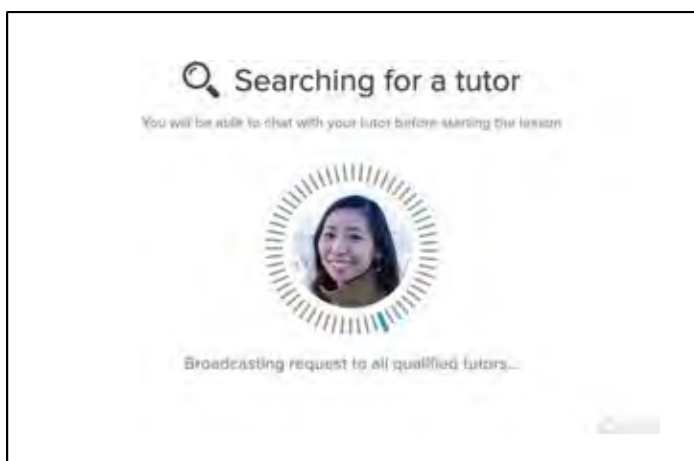 Searching for a tutor
You will be able to chat with your tutor before starting the lesson
Broadcasting request to all qualified tutors...